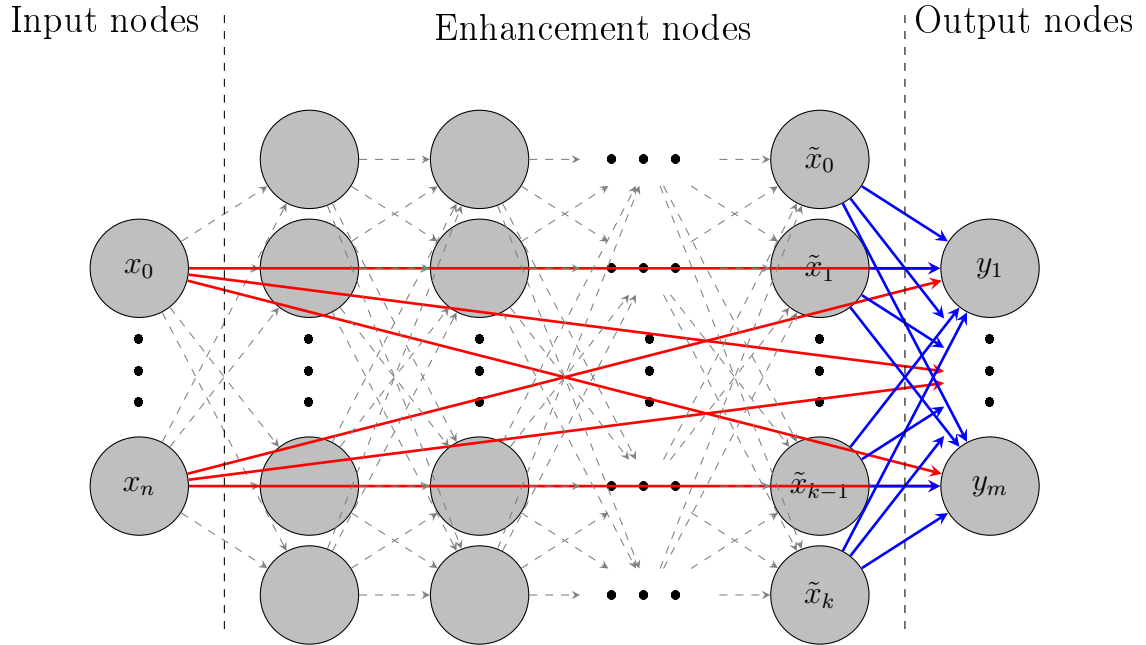 Input nodes
Enhancement nodes
Output nodes
x̃₀
x₀
x̃₁
y₁
xₙ
x̃ₖ₋₁
yₘ
x̃ₖ